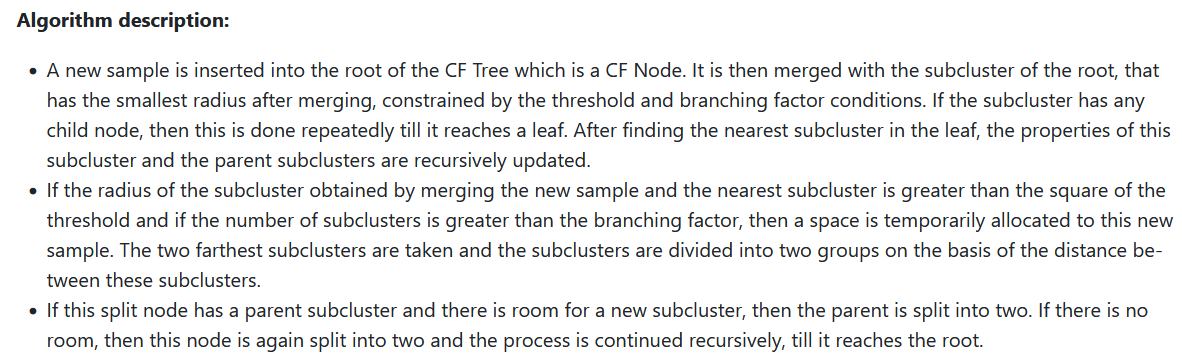 Algorithm description:
• A new sample is inserted into the root of the CF Tree which is a CF Node. It is then merged with the subcluster of the root, that
has the smallest radius after merging, constrained by the threshold and branching factor conditions. If the subcluster has any
child node, then this is done repeatedly till it reaches a leaf. After finding the nearest subcluster in the leaf, the properties of this
subcluster and the parent subclusters are recursively updated.
• If the radius of the subcluster obtained by merging the new sample and the nearest subcluster is greater than the square of the
threshold and if the number of subclusters is greater than the branching factor, then a space is temporarily allocated to this new
sample. The two farthest subclusters are taken and the subclusters are divided into two groups on the basis of the distance be-
tween these subclusters.
• If this split node has a parent subcluster and there is room for a new subcluster, then the parent is split into two. If there is no
room, then this node is again split into two and the process is continued recursively, till it reaches the root.